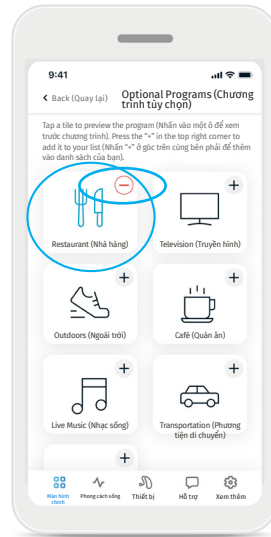 9:41
Back (Quay lại)
Optional Programs (Chương
trình tùy chọn)
Tap a tile to preview the program (Nhấn vào một ô để xem
trước chương trình). Press the "+" in the top right corner to
add it to your list (Nhấn "+" ở góc trên cùng bên phải để thêm
vào danh sách của bạn).
Restaurant (Nhà hàng)
Television (Truyền hình)
Outdoors (Ngoài trời)
Café (Quán ăn)
Live Music (Nhạc sống)
Transportation (Phương
tiện di chuyển)
Màn hình
chính
Phong cách sống
Thiết bị
Hỗ trợ
Xem thêm